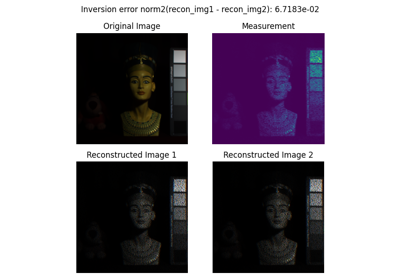 Inversion error norm2(recon_img1 - recon_img2): 6.7183e-02
Original Image
Measurement
Reconstructed Image 1
Reconstructed Image 2